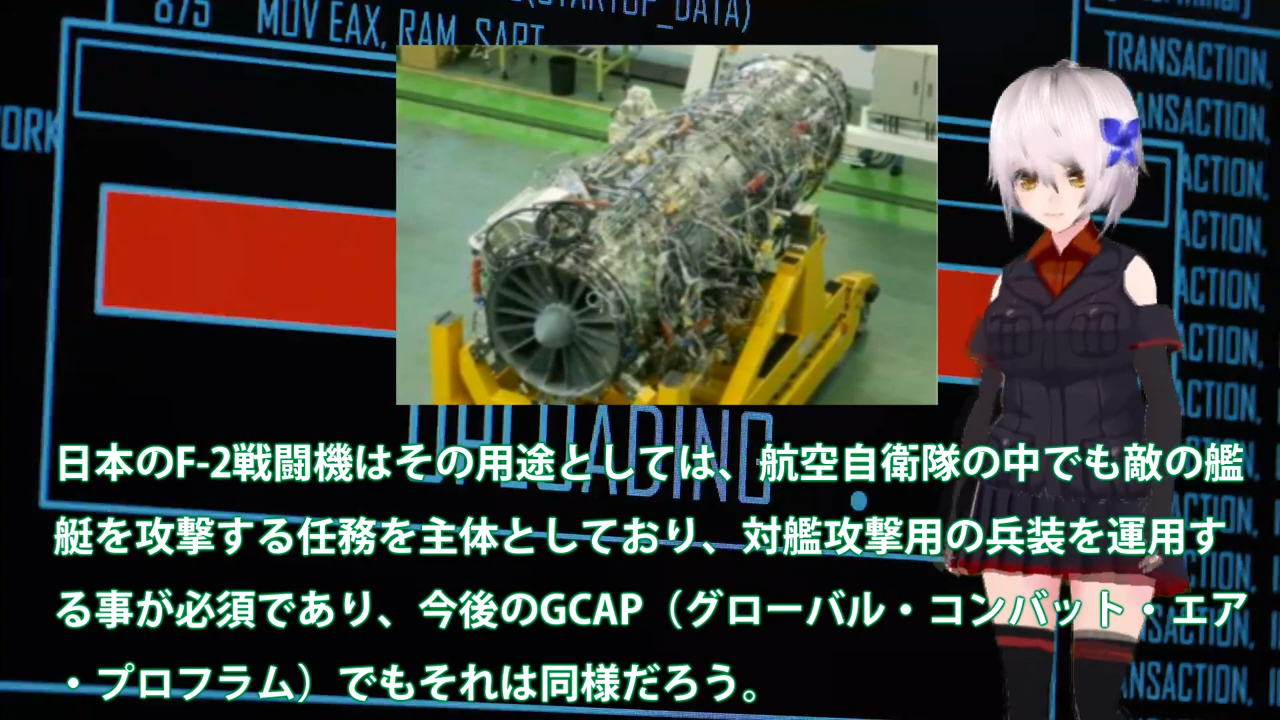 875 MOV EAX, RAM, SART
TRANSACTION,
TRANSACTION,
UPLOADING
日本のF-2戦闘機はその用途としては、航空自衛隊の中でも敵の艦
艇を攻撃する任務を主体としており、対艦攻撃用の兵装を運用す
る事が必須であり、今後のGCAP（グローバル・コンバット・エア
・プロフラム）でもそれは同様だろう。